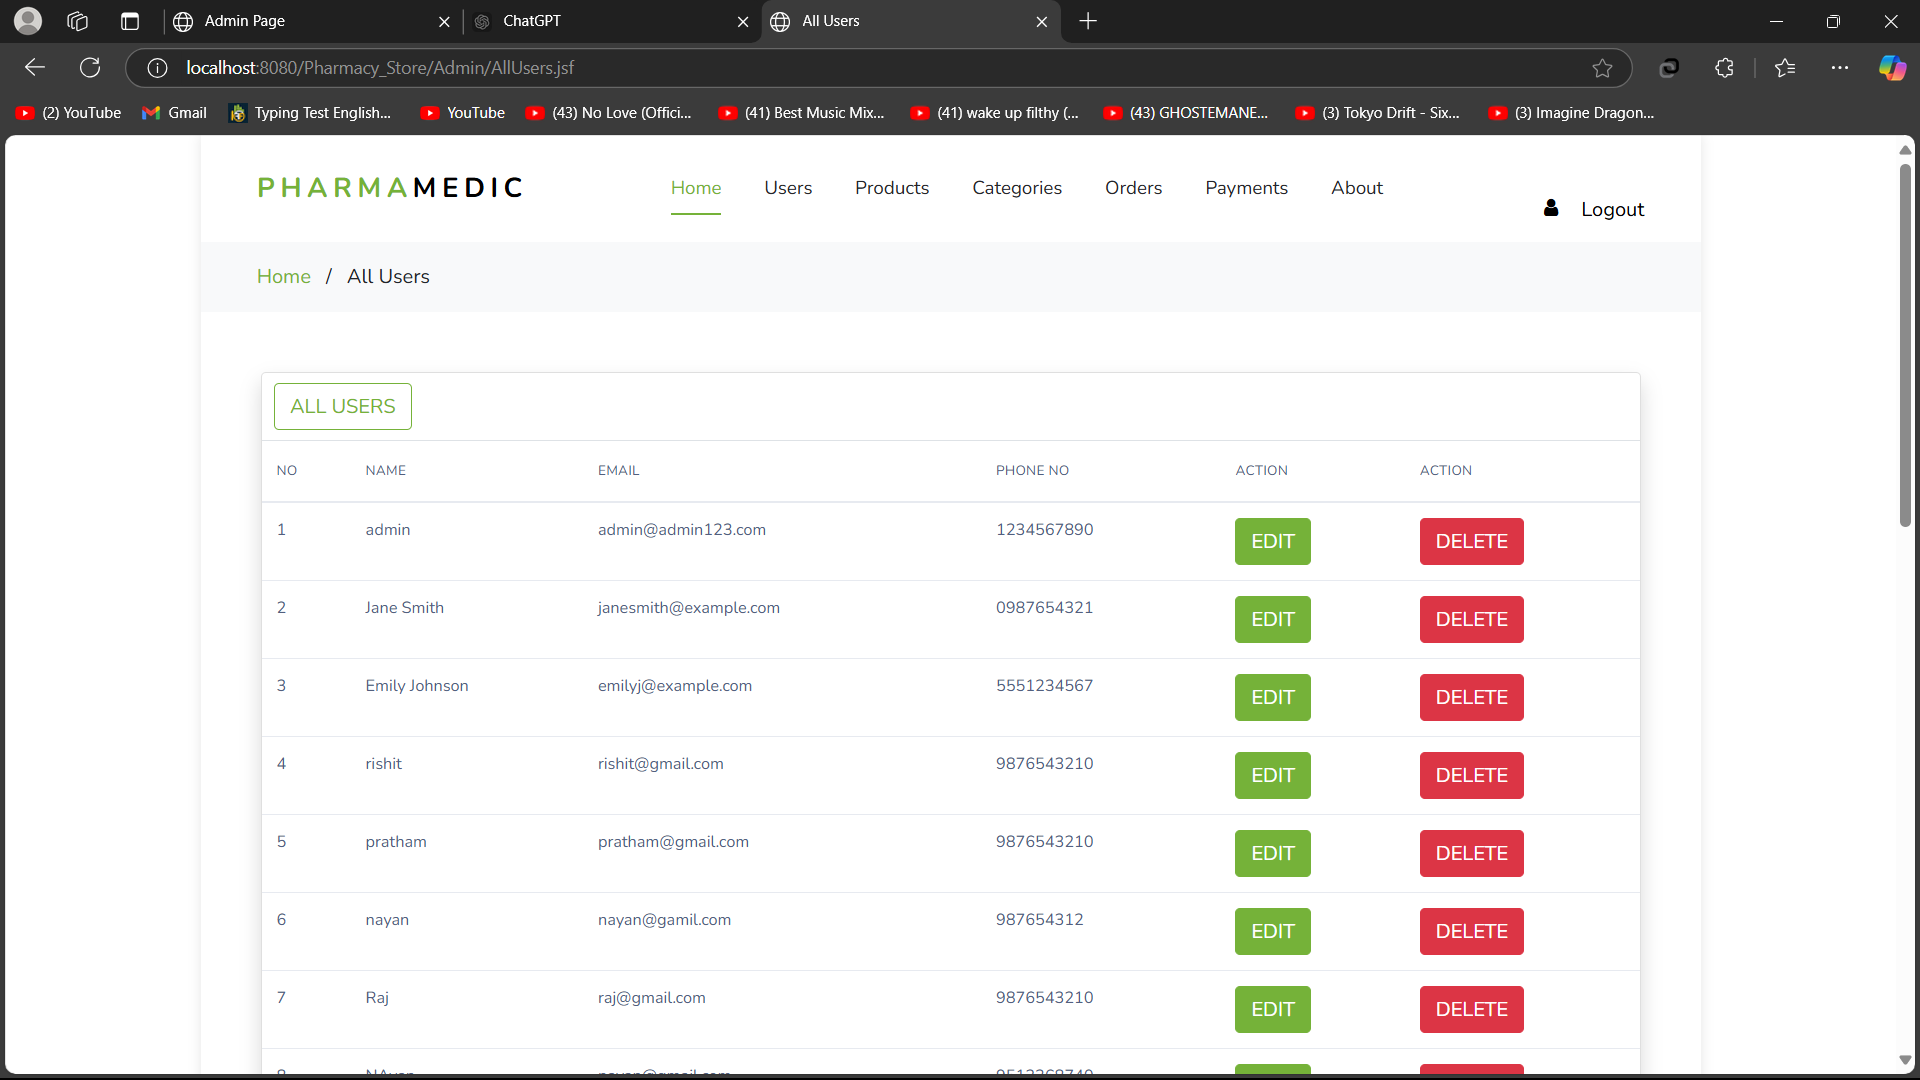 Admin Page
ChatGPT
All Users
localhost:8080/Pharmacy_Store/Admin/AllUsers.jsf
(2) YouTube
Gmail
Typing Test English...
YouTube
(43) No Love (Offici...
(41) Best Music Mix...
(41) wake up filthy (...
(43) GHOSTEMANE...
(3) Tokyo Drift - Six...
(3) Imagine Dragon...
PHARMAMEDIC
Home Users Products Categories Orders Payments About
Logout
Home / All Users
ALL USERS
NO NAME EMAIL PHONE NO ACTION ACTION
1 admin admin@admin123.com 1234567890 EDIT DELETE
2 Jane Smith janesmith@example.com 0987654321 EDIT DELETE
3 Emily Johnson emilyj@example.com 5551234567 EDIT DELETE
4 rishit rishit@gmail.com 9876543210 EDIT DELETE
5 pratham pratham@gmail.com 9876543210 EDIT DELETE
6 nayan nayan@gamil.com 987654312 EDIT DELETE
7 Raj raj@gmail.com 9876543210 EDIT DELETE